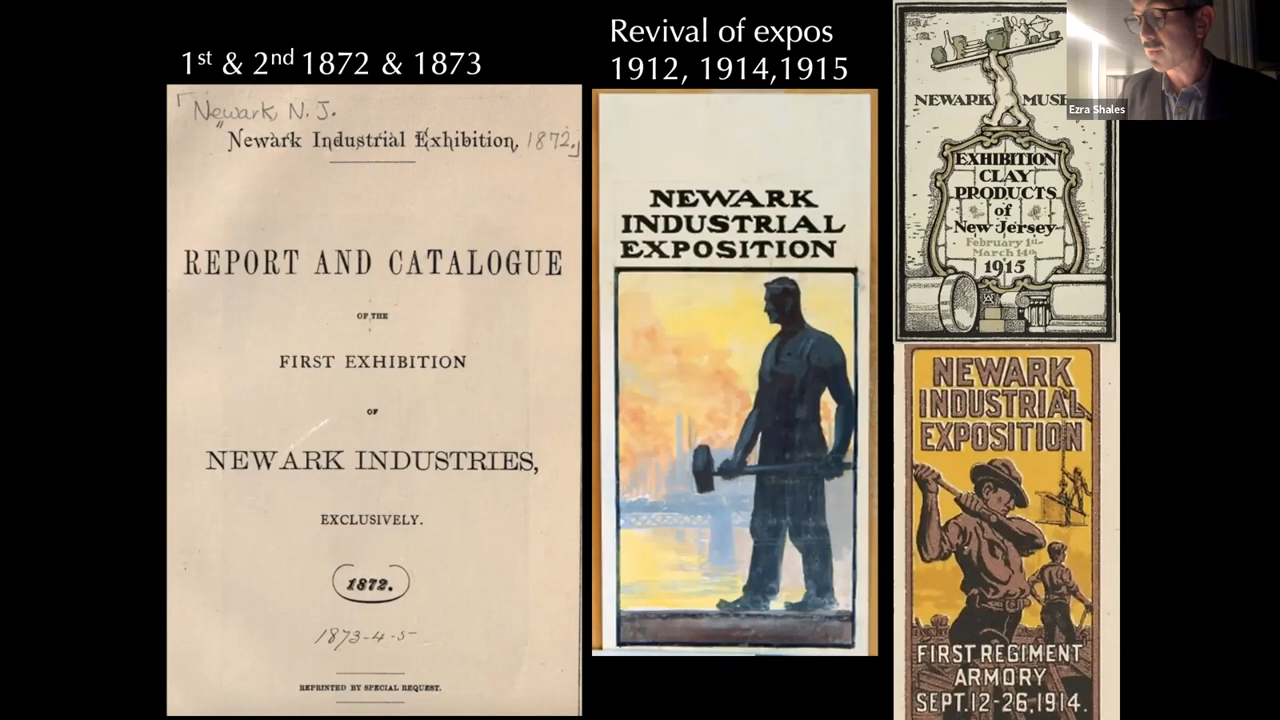 1st & 2nd 1872 & 1873
Newark, N. J.
"Newark Industrial Exhibition, 1872.
REPORT AND CATALOGUE
OF THE
FIRST EXHIBITION
OF
NEWARK INDUSTRIES,
EXCLUSIVELY.
1872.
1873-4-5-
REPRINTED BY SPECIAL REQUEST.
Revival of expos
1912, 1914,1915
NEWARK
INDUSTRIAL
EXPOSITION
NEWARK
EXHIBITION
CLAY
PRODUCTS
of
New Jersey
February 1st-
March 14th
1915
NEWARK
INDUSTRIAL
EXPOSITION
FIRST REGIMENT
ARMORY
SEPT. 12-26, 1914.
Ezra Shales